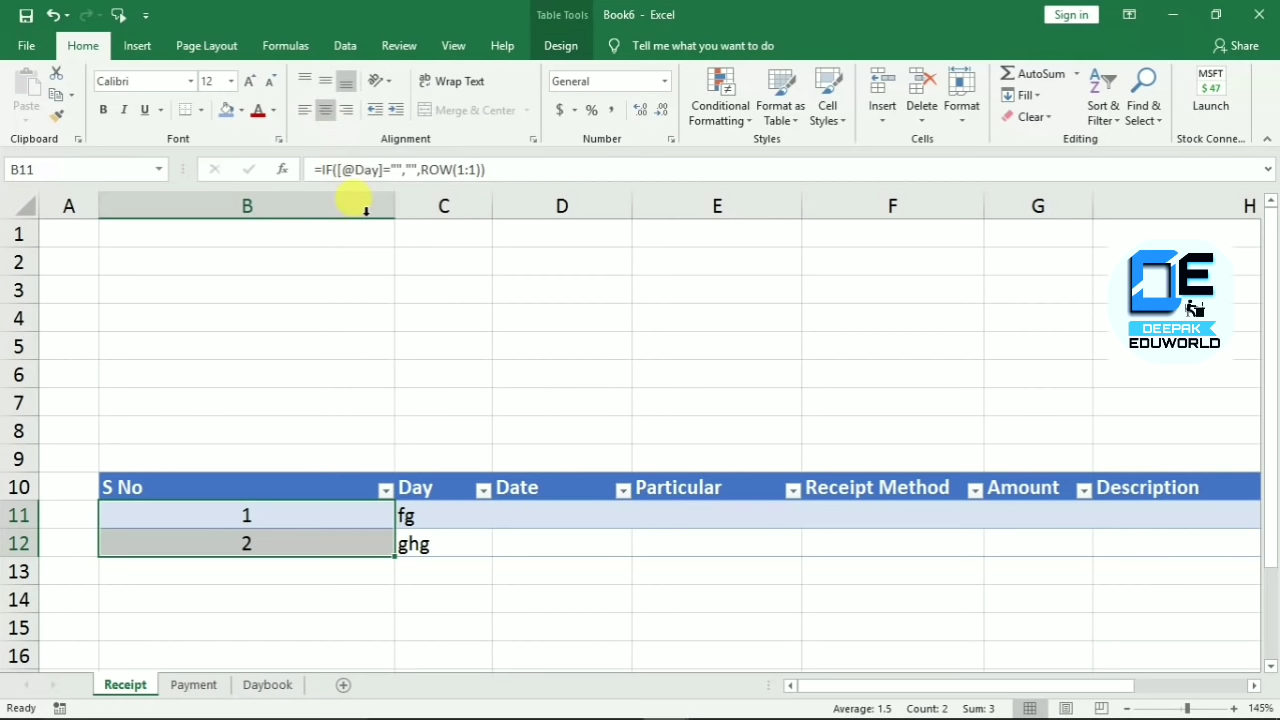 Table Tools
Book6 - Excel
Sign in
File
Home
Insert
Page Layout
Formulas
Data
Review
View
Help
Design
Tell me what you want to do
Share
Paste
Calibri
12
B I U
Wrap Text
Merge & Center
General
$ % ,
Conditional Formatting
Format as Table
Cell Styles
Insert
Delete
Format
AutoSum
Fill
Clear
Sort & Filter
Find & Select
MSFT
$ 47
Launch
Clipboard
Font
Alignment
Number
Styles
Cells
Editing
Stock Conne...
B11
=IF([@Day]="","",ROW(1:1))
A B C D E F G H
1
2
3
4
5
6
7
8
9
10 S No Day Date Particular Receipt Method Amount Description
11 1 fg
12 2 ghg
13
14
15
16
DE
DEEPAK
EDUWORLD
Receipt
Payment
Daybook
Ready
Average: 1.5
Count: 2
Sum: 3
145%